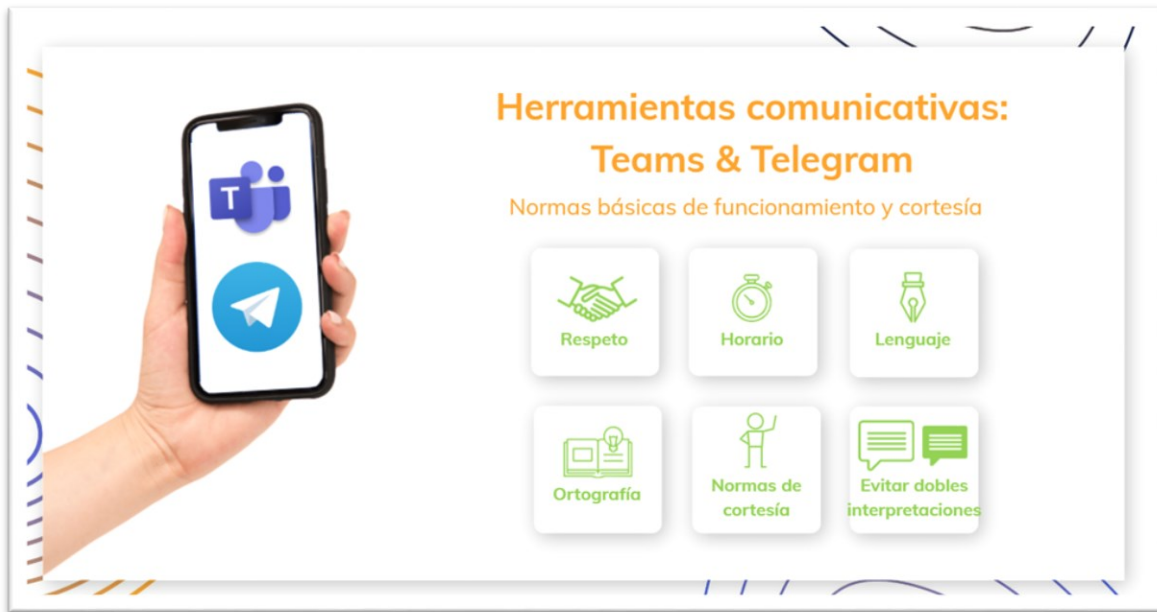 Herramientas comunicativas:
Teams & Telegram
Normas básicas de funcionamiento y cortesía
T
Respeto
Horario
Lenguaje
Ortografía
Normas de
cortesía
Evitar dobles
interpretaciones